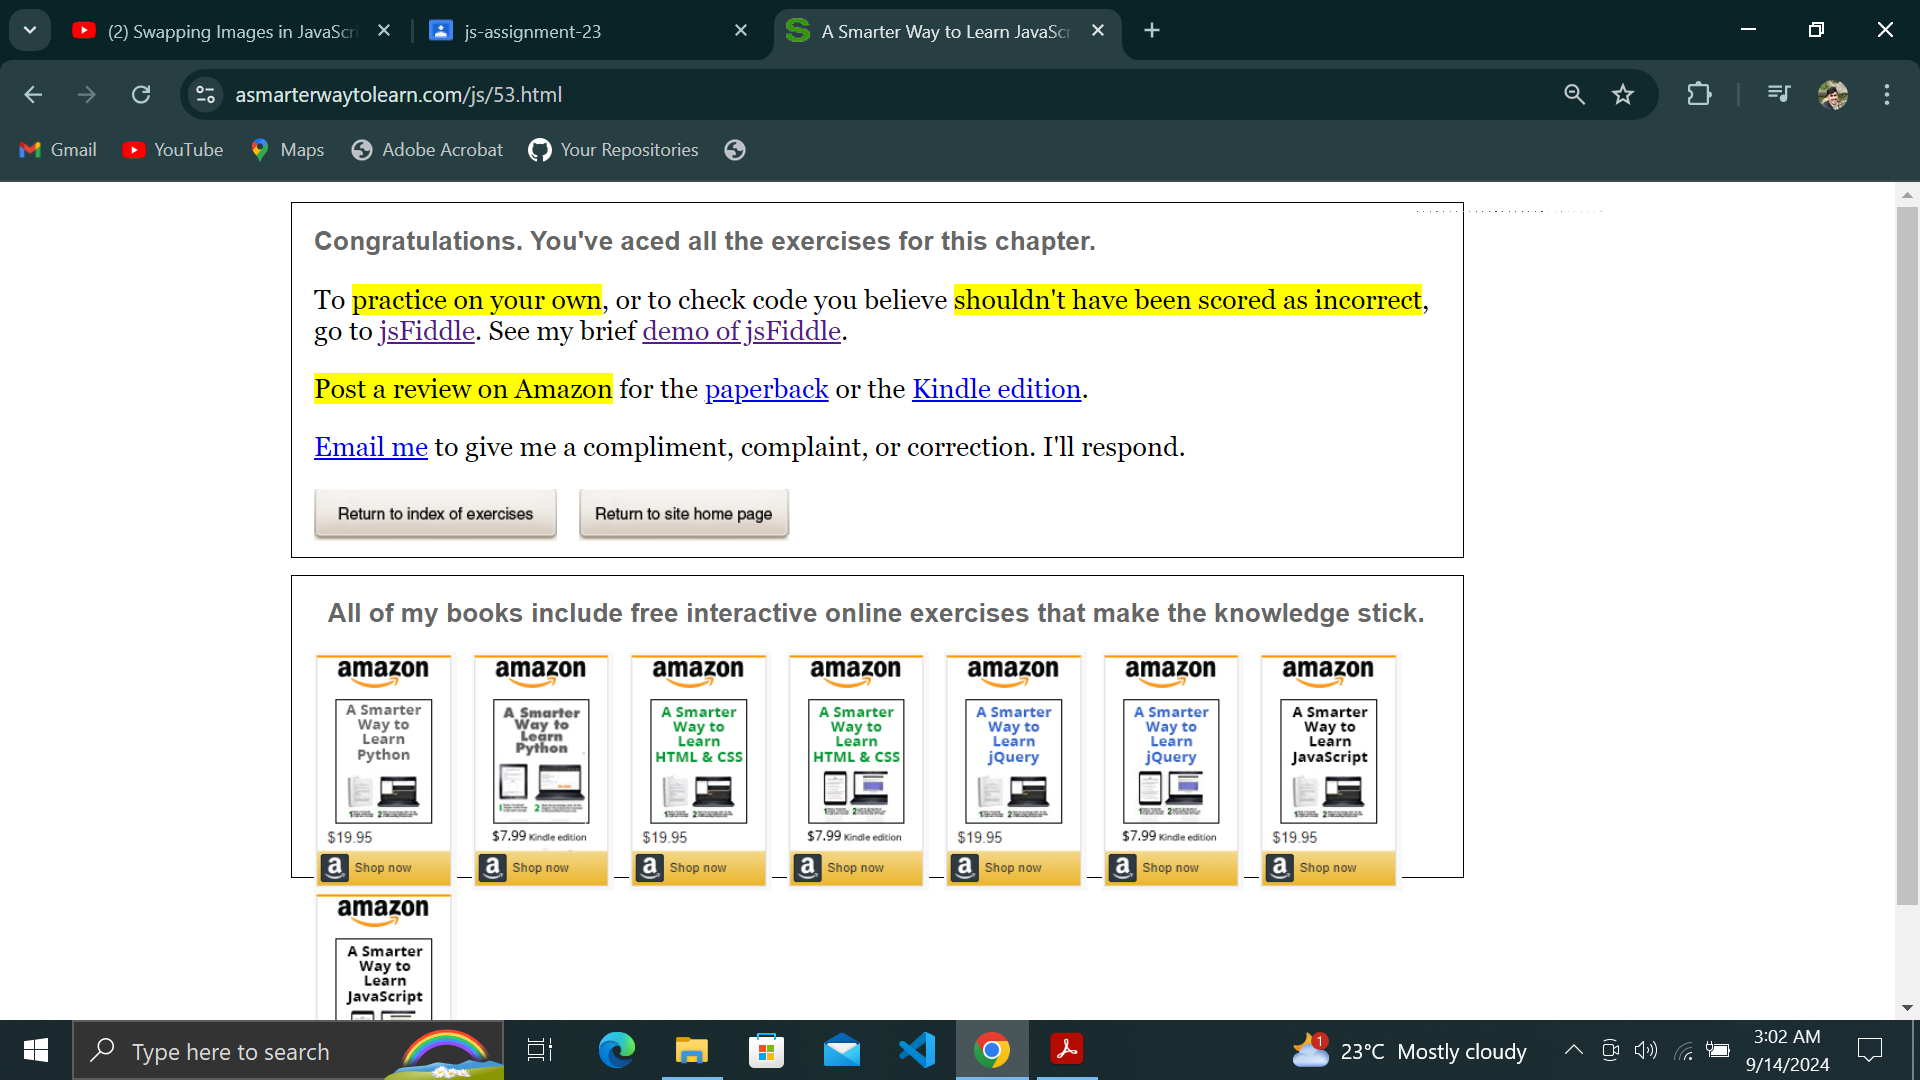 (2) Swapping Images in JavaScri
js-assignment-23
A Smarter Way to Learn JavaScr
asmarterwaytolearn.com/js/53.html
Gmail
YouTube
Maps
Adobe Acrobat
Your Repositories
Congratulations. You've aced all the exercises for this chapter.
To practice on your own, or to check code you believe shouldn't have been scored as incorrect,
go to jsFiddle. See my brief demo of jsFiddle.
Post a review on Amazon for the paperback or the Kindle edition.
Email me to give me a compliment, complaint, or correction. I'll respond.
Return to index of exercises
Return to site home page
All of my books include free interactive online exercises that make the knowledge stick.
amazon
A Smarter
Way to
Learn
Python
$19.95
a Shop now
amazon
A Smarter
Way to
Learn
Python
$7.99 Kindle edition
a Shop now
amazon
A Smarter
Way to
Learn
HTML & CSS
$19.95
a Shop now
amazon
A Smarter
Way to
Learn
HTML & CSS
$7.99 Kindle edition
a Shop now
amazon
A Smarter
Way to
Learn
jQuery
$19.95
a Shop now
amazon
A Smarter
Way to
Learn
jQuery
$7.99 Kindle edition
a Shop now
amazon
A Smarter
Way to
Learn
JavaScript
$19.95
a Shop now
amazon
A Smarter
Way to
Learn
JavaScript
Type here to search
1
23°C Mostly cloudy
3:02 AM
9/14/2024